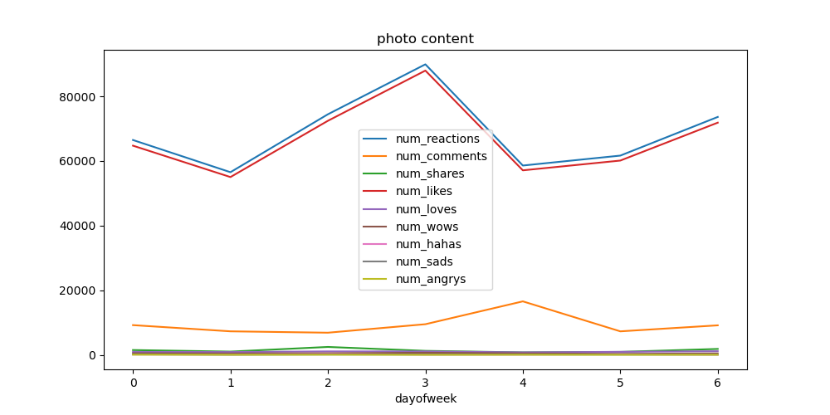 photo content
80000
60000
40000
20000
0
num_reactions
num_comments
num_shares
num_likes
num_loves
num_wows
num_hahas
num_sads
num_angrys
0 1 2 3 4 5 6
dayofweek